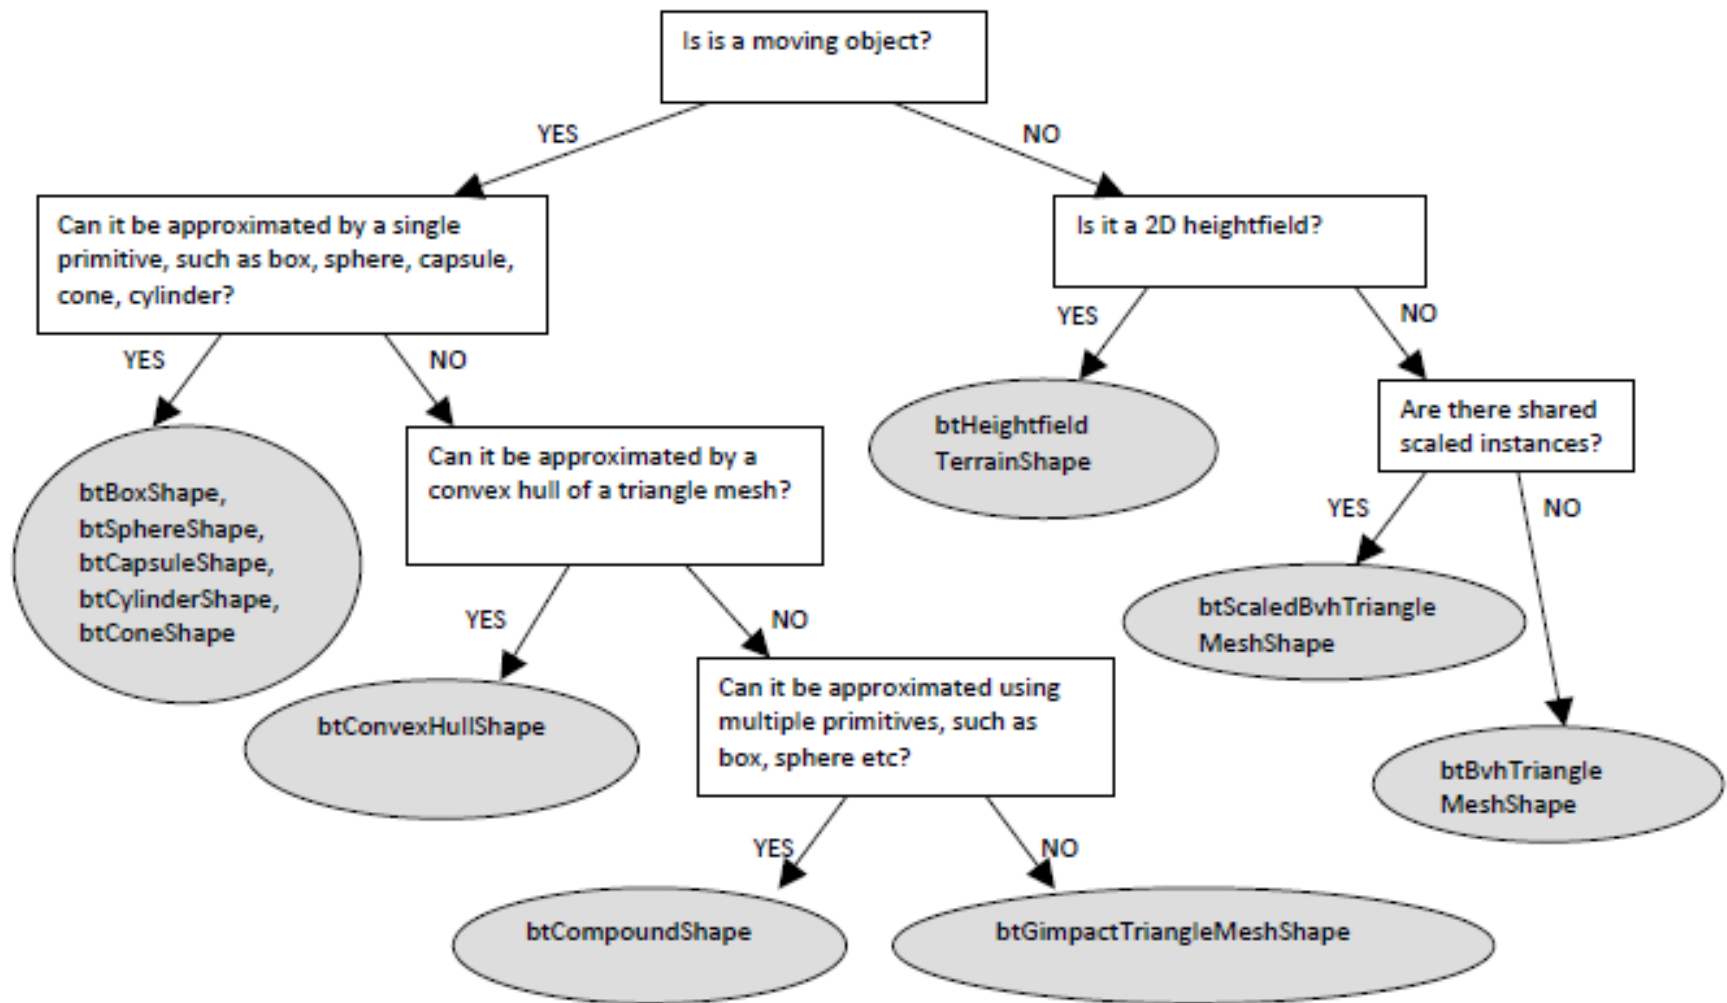 Is is a moving object?
YES
NO
Can it be approximated by a single
primitive, such as box, sphere, capsule,
cone, cylinder?
Is it a 2D heightfield?
YES
NO
YES
NO
btHeightfield
TerrainShape
Are there shared
scaled instances?
btBoxShape,
btSphereShape,
btCapsuleShape,
btCylinderShape,
btConeShape
Can it be approximated by a
convex hull of a triangle mesh?
YES
NO
YES
NO
btScaledBvhTriangle
MeshShape
btConvexHullShape
Can it be approximated using
multiple primitives, such as
box, sphere etc?
btBvhTriangle
MeshShape
YES
NO
btCompoundShape
btGimpactTriangleMeshShape